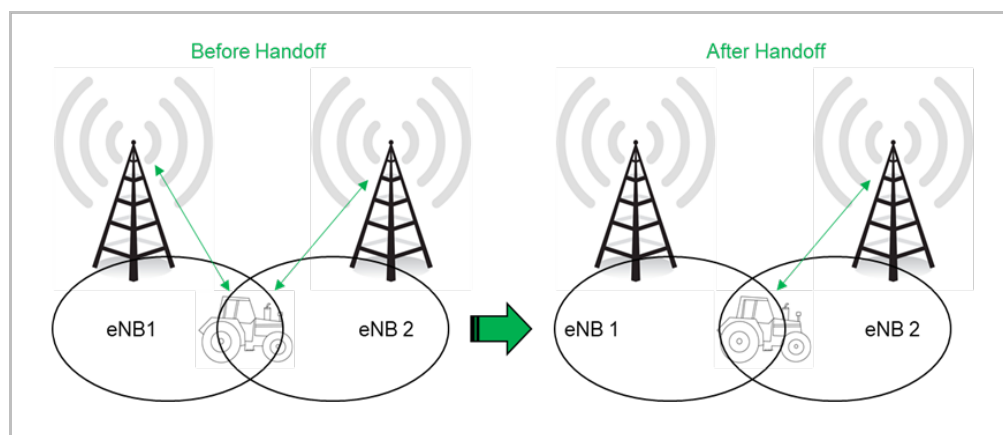 Before Handoff
After Handoff
eNB1
eNB 2
eNB 1
eNB 2